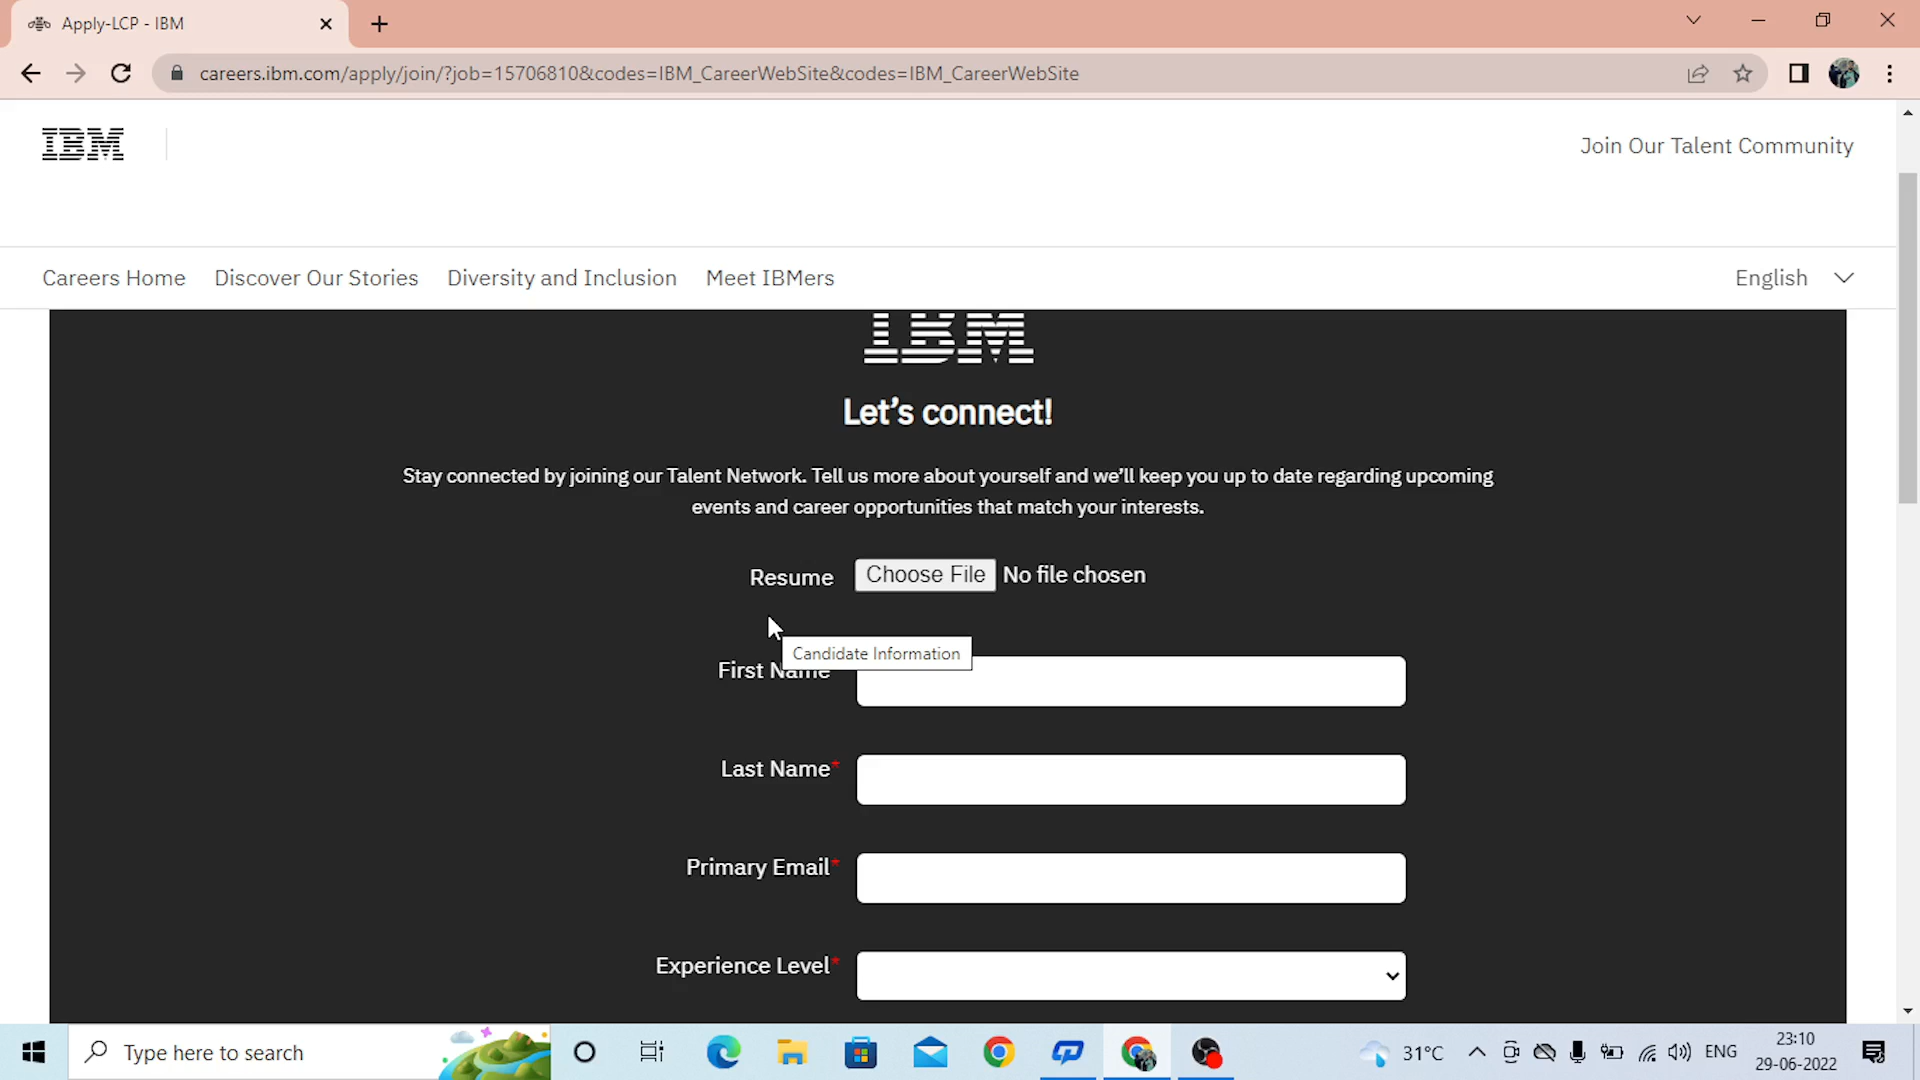 Apply-LCP - IBM
careers.ibm.com/apply/join/?job=15706810&codes=IBM_CareerWebSite&codes=IBM_CareerWebSite
IBM
Join Our Talent Community
Careers Home Discover Our Stories Diversity and Inclusion Meet IBMers English
IBM
Let's connect!
Stay connected by joining our Talent Network. Tell us more about yourself and we'll keep you up to date regarding upcoming
events and career opportunities that match your interests.
Resume Choose File No file chosen
Candidate Information
First Name
Last Name*
Primary Email*
Experience Level*
Type here to search
31°C
ENG
23:10
29-06-2022